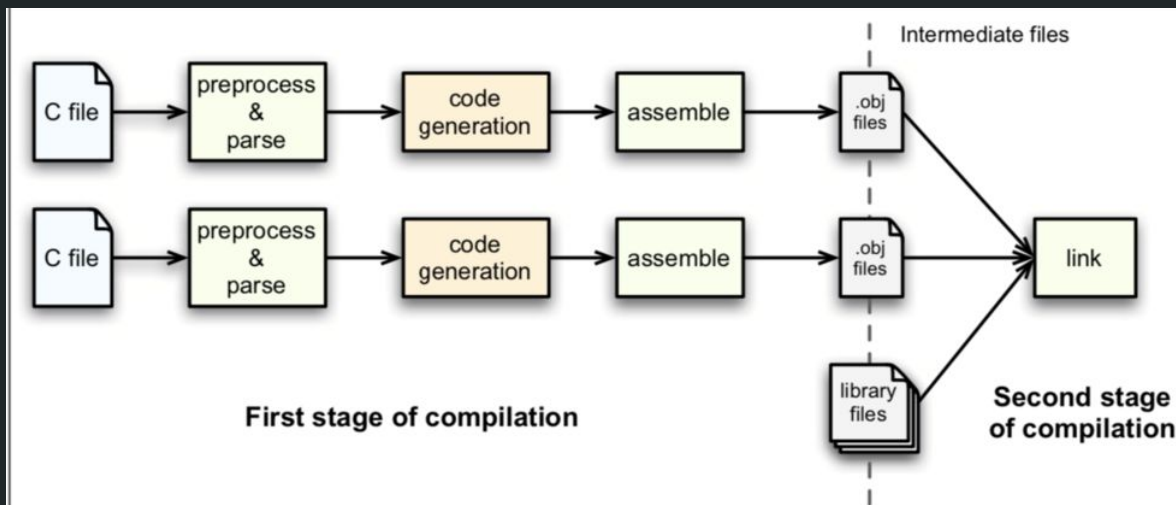 Intermediate files
C file
preprocess
&
parse
code
generation
assemble
.obj
files
C file
preprocess
&
parse
code
generation
assemble
.obj
files
link
library
files
First stage of compilation
Second stage
of compilation